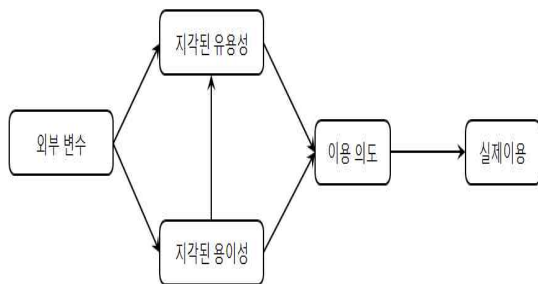 지각된 유용성
외부 변수
이용 의도
실제이용
지각된 용이성